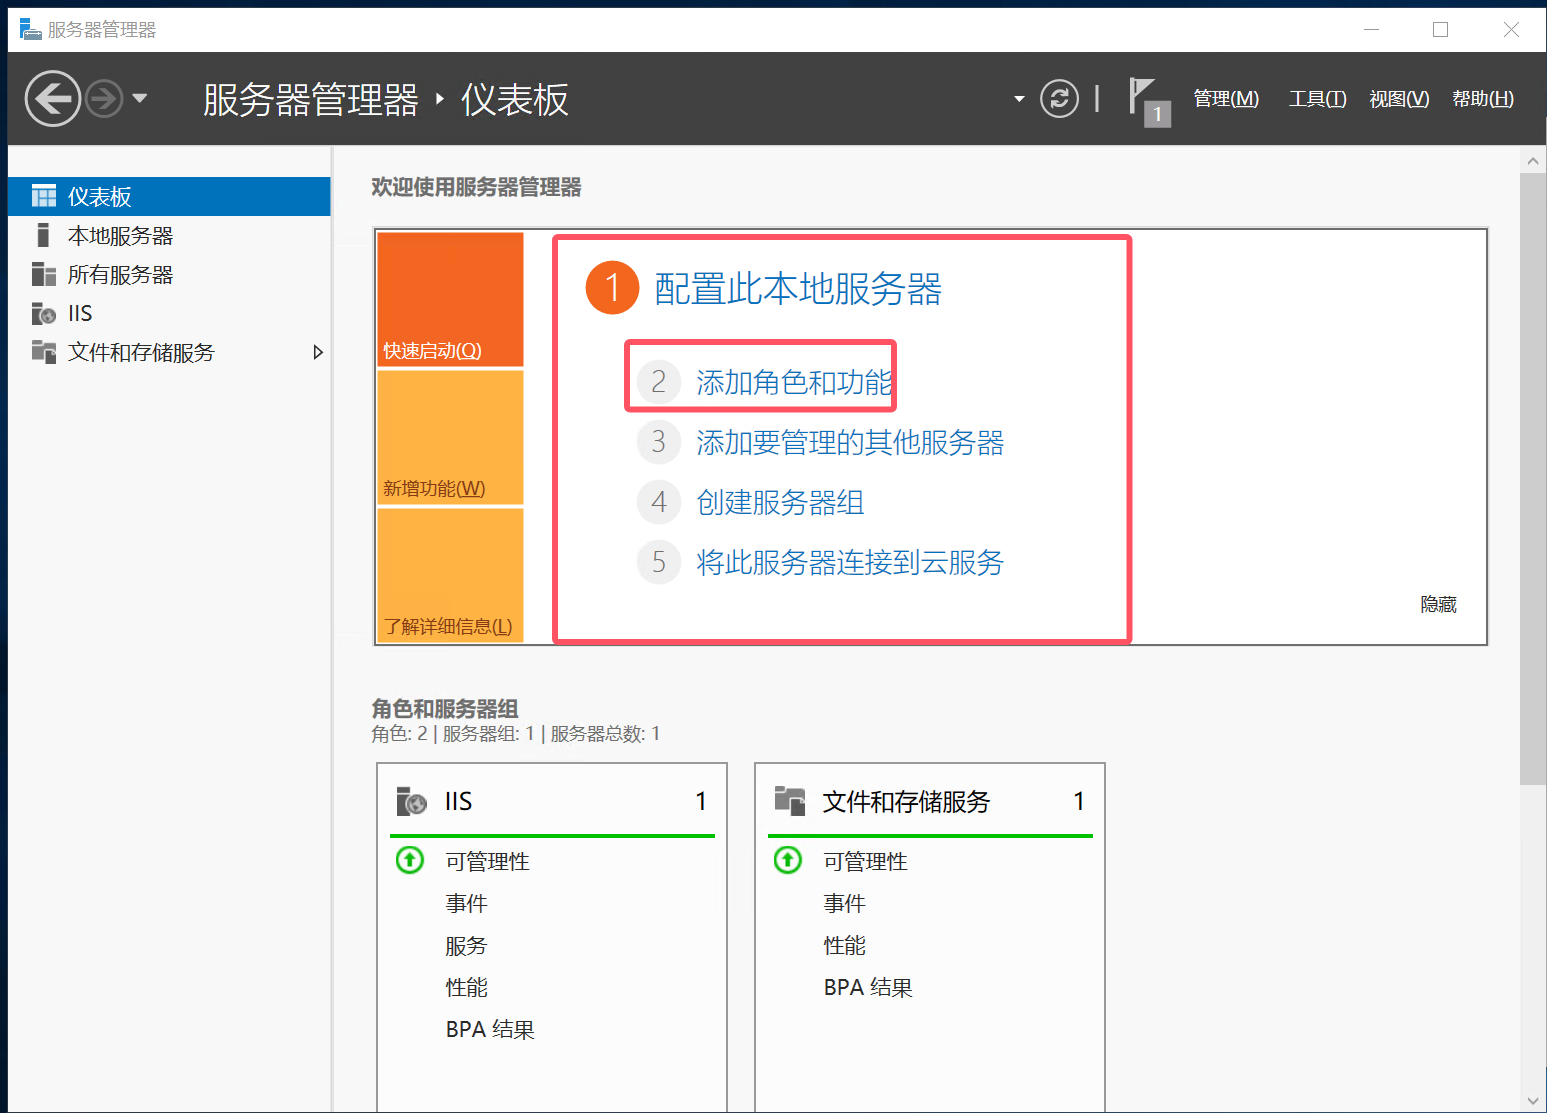 服务器管理器
服务器管理器 仪表板
1
管理(M) 工具(T) 视图(V) 帮助(H)
仪表板
本地服务器
所有服务器
IIS
文件和存储服务
欢迎使用服务器管理器
快速启动(Q)
新增功能(W)
了解详细信息(L)
1 配置此本地服务器
2 添加角色和功能
3 添加要管理的其他服务器
4 创建服务器组
5 将此服务器连接到云服务
隐藏
角色和服务器组
角色: 2 | 服务器组: 1 | 服务器总数: 1
IIS 1
可管理性
事件
服务
性能
BPA 结果
文件和存储服务 1
可管理性
事件
性能
BPA 结果